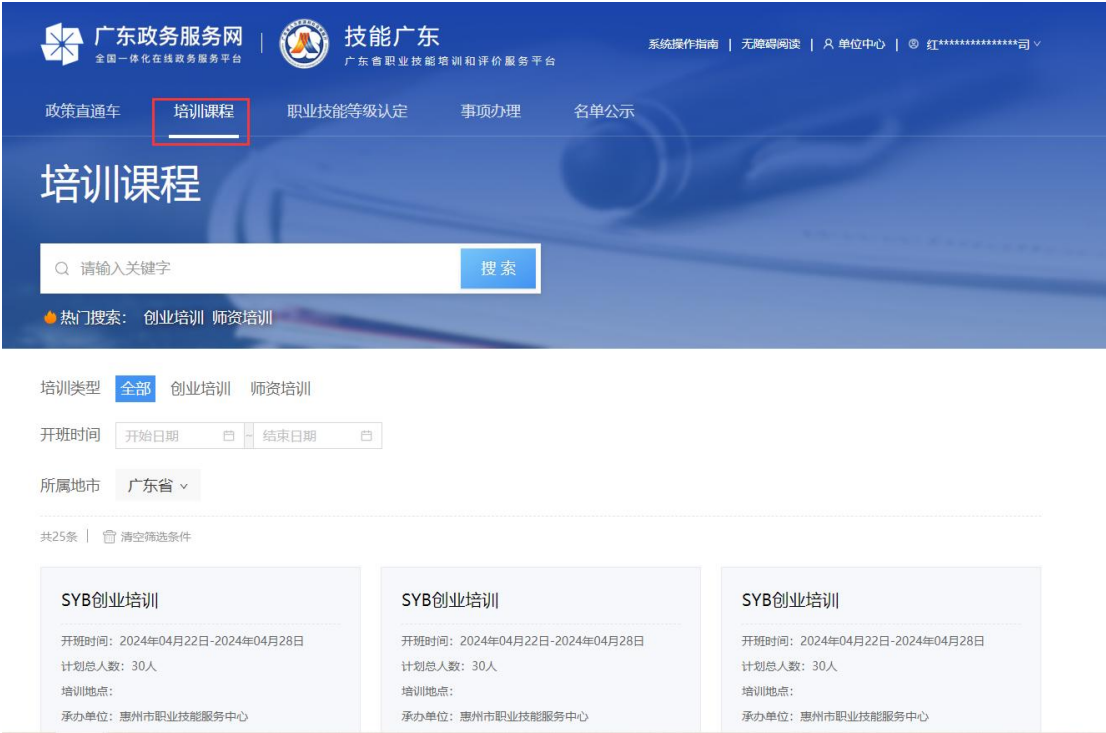 广东政务服务网
全国一体化在线政务服务平台
技能广东
广东省职业技能培训和评价服务平台
系统操作指南 | 无障碍阅读 | 单位中心 | 红***************司
政策直通车 培训课程 职业技能等级认定 事项办理 名单公示
培训课程
请输入关键字 搜索
热门搜索: 创业培训 师资培训
培训类型 全部 创业培训 师资培训
开班时间 开始日期 - 结束日期
所属地市 广东省
共25条 | 清空筛选条件
SYB创业培训
开班时间: 2024年04月22日-2024年04月28日
计划总人数: 30人
培训地点:
承办单位: 惠州市职业技能服务中心
SYB创业培训
开班时间: 2024年04月22日-2024年04月28日
计划总人数: 30人
培训地点:
承办单位: 惠州市职业技能服务中心
SYB创业培训
开班时间: 2024年04月22日-2024年04月28日
计划总人数: 30人
培训地点:
承办单位: 惠州市职业技能服务中心